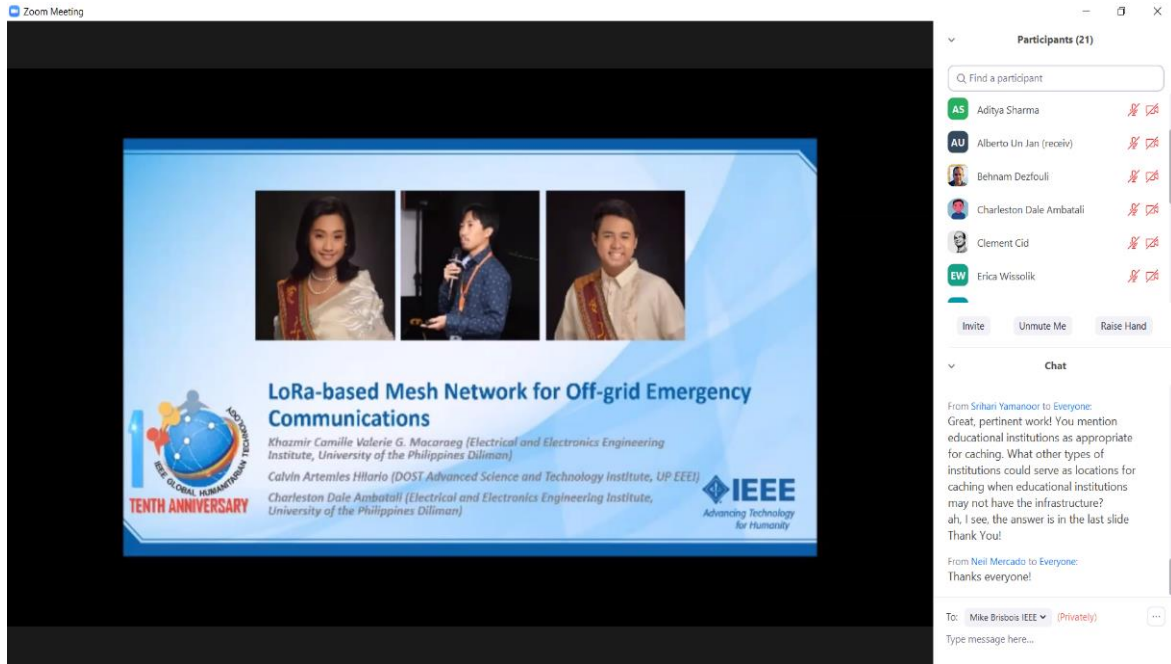 Zoom Meeting
LoRa-based Mesh Network for Off-grid Emergency
Communications
Khazmir Camille Valerie G. Macaraeg (Electrical and Electronics Engineering
Institute, University of the Philippines Diliman)
Calvin Artemies Hilario (DOST Advanced Science and Technology Institute, UP EEEI)
Charleston Dale Ambatali (Electrical and Electronics Engineering Institute,
University of the Philippines Diliman)
10
IEEE GLOBAL HUMANITARIAN TECHNOLOGY
TENTH ANNIVERSARY
IEEE
Advancing Technology
for Humanity
Participants (21)
Find a participant
AS Aditya Sharma
AU Alberto Un Jan (receiv)
Behnam Dezfouli
Charleston Dale Ambatali
Clement Cid
EW Erica Wissolik
Invite Unmute Me Raise Hand
Chat
From Srihari Yamanoor to Everyone:
Great, pertinent work! You mention
educational institutions as appropriate
for caching. What other types of
institutions could serve as locations for
caching when educational institutions
may not have the infrastructure?
ah, I see, the answer is in the last slide
Thank You!
From Neil Mercado to Everyone:
Thanks everyone!
To: Mike Brisbois IEEE (Privately) ...
Type message here...